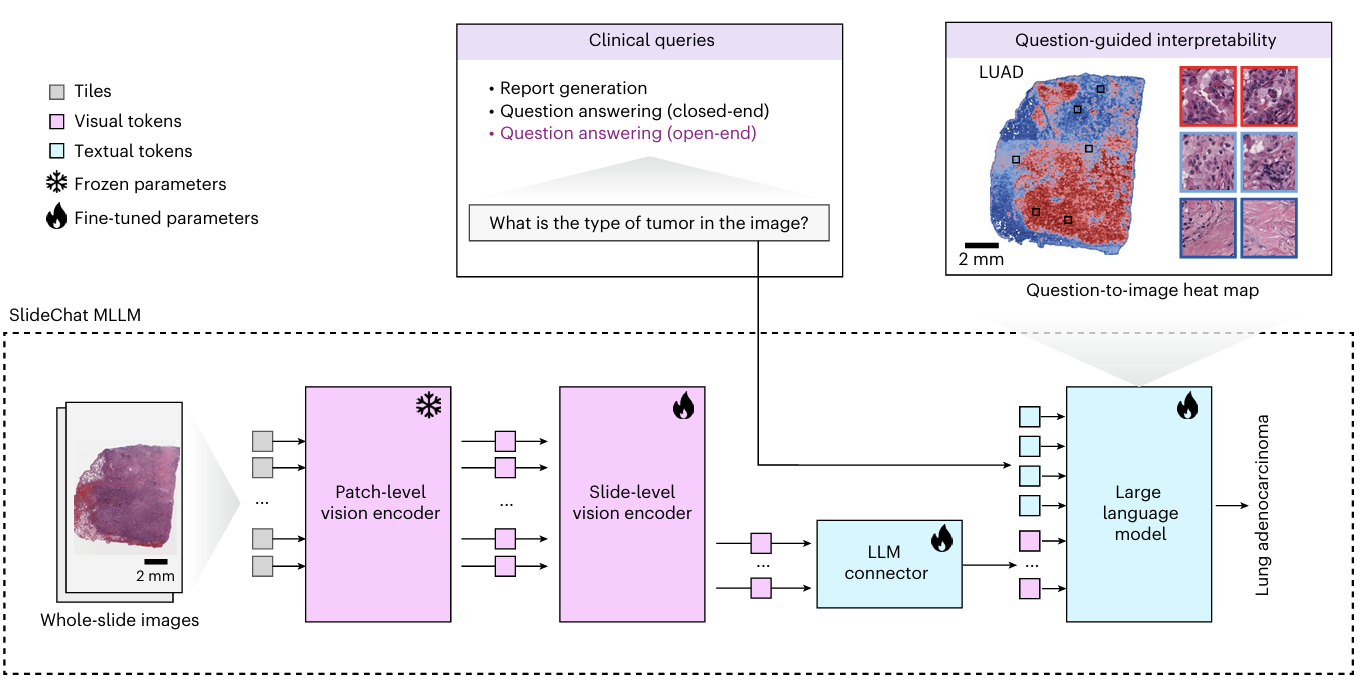 Tiles
Visual tokens
Textual tokens
Frozen parameters
Fine-tuned parameters
Clinical queries
• Report generation
• Question answering (closed-end)
• Question answering (open-end)
What is the type of tumor in the image?
Question-guided interpretability
LUAD
2 mm
Question-to-image heat map
SlideChat MLLM
2 mm
Whole-slide images
...
Patch-level
vision encoder
...
Slide-level
vision encoder
...
LLM
connector
...
Large
language
model
Lung adenocarcinoma